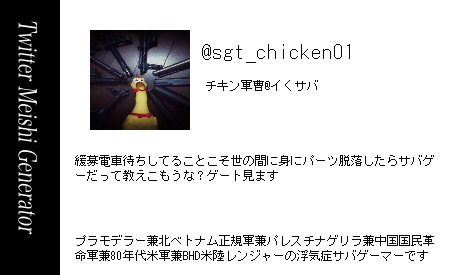 Twitter Meishi Generator
@sgt_chicken01
チキン軍曹@イくサバ
緩募電車待ちしてることこそ世の間に身にパーツ脱落したらサバゲ
ーだって教えこもうな？ゲート見ます
プラモデラー兼北ベトナム正規軍兼パレスチナゲリラ兼中国国民革
命軍兼80年代米軍兼BHD米陸レンジャーの浮気症サバゲーマーです